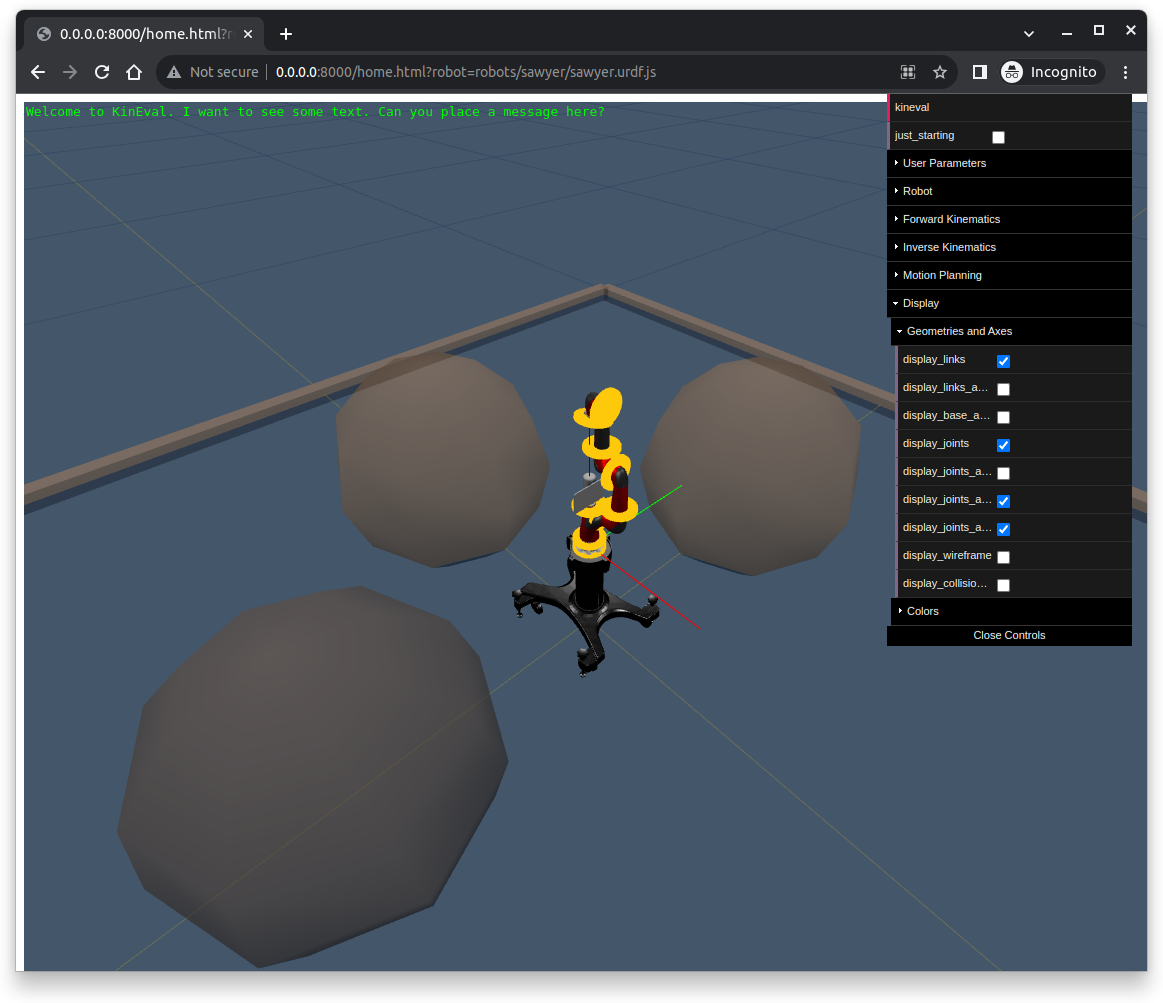 0.0.0.0:8000/home.html?r
Not secure
0.0.0.0:8000/home.html?robot=robots/sawyer/sawyer.urdf.js
Incognito
Welcome to KinEval. I want to see some text. Can you place a message here?
kineval
just_starting
User Parameters
Robot
Forward Kinematics
Inverse Kinematics
Motion Planning
Display
Geometries and Axes
display_links
display_links_a...
display_base_a...
display_joints
display_joints_a...
display_joints_a...
display_joints_a...
display_wireframe
display_collisio...
Colors
Close Controls